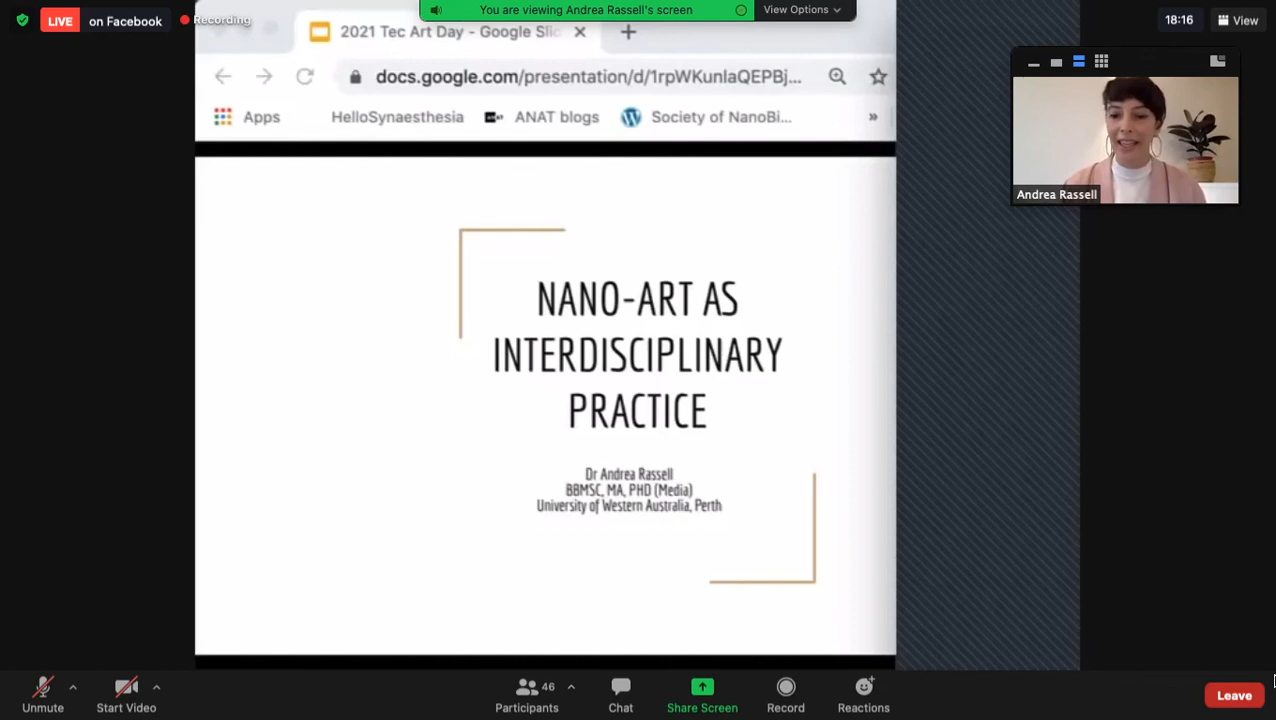 LIVE on Facebook Recording
You are viewing Andrea Rassell's screen View Options
18:16 View
2021 Tec Art Day - Google Slic
docs.google.com/presentation/d/1rpWKunlaQEPBj...
Apps HelloSynaesthesia ANAT blogs Society of NanoBi... »
Andrea Rassell
NANO-ART AS
INTERDISCIPLINARY
PRACTICE
Dr Andrea Rassell
BBMSC, MA, PHD (Media)
University of Western Australia, Perth
Unmute Start Video Participants 46 Chat Share Screen Record Reactions Leave